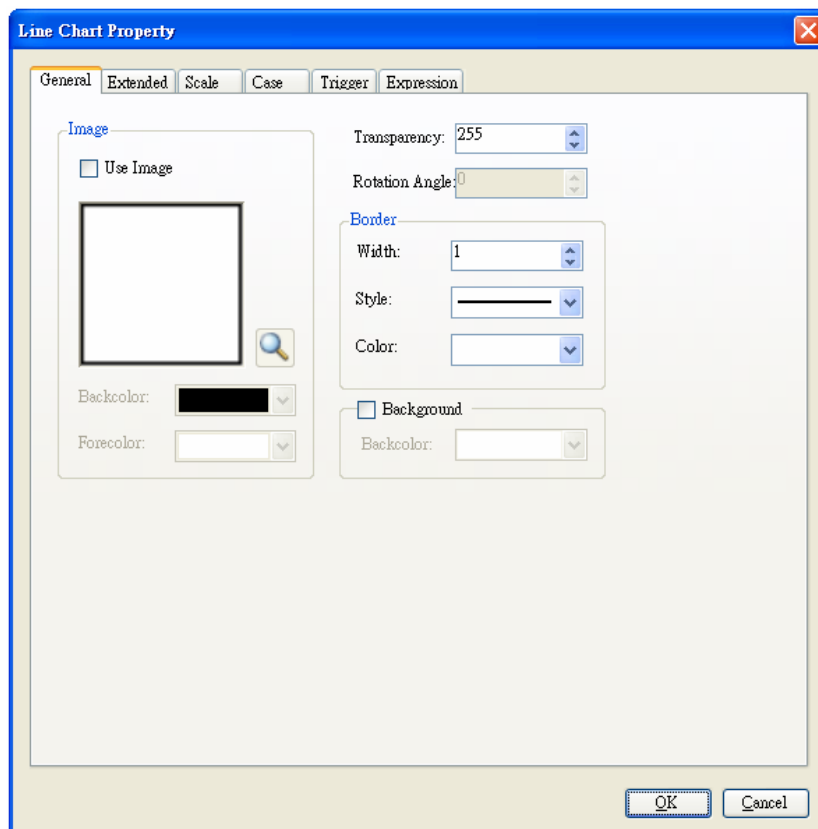 Line Chart Property
General Extended Scale Case Trigger Expression
Image
Use Image
Backcolor:
Forecolor:
Transparency: 255
Rotation Angle: 0
Border
Width: 1
Style:
Color:
Background
Backcolor:
OK Cancel